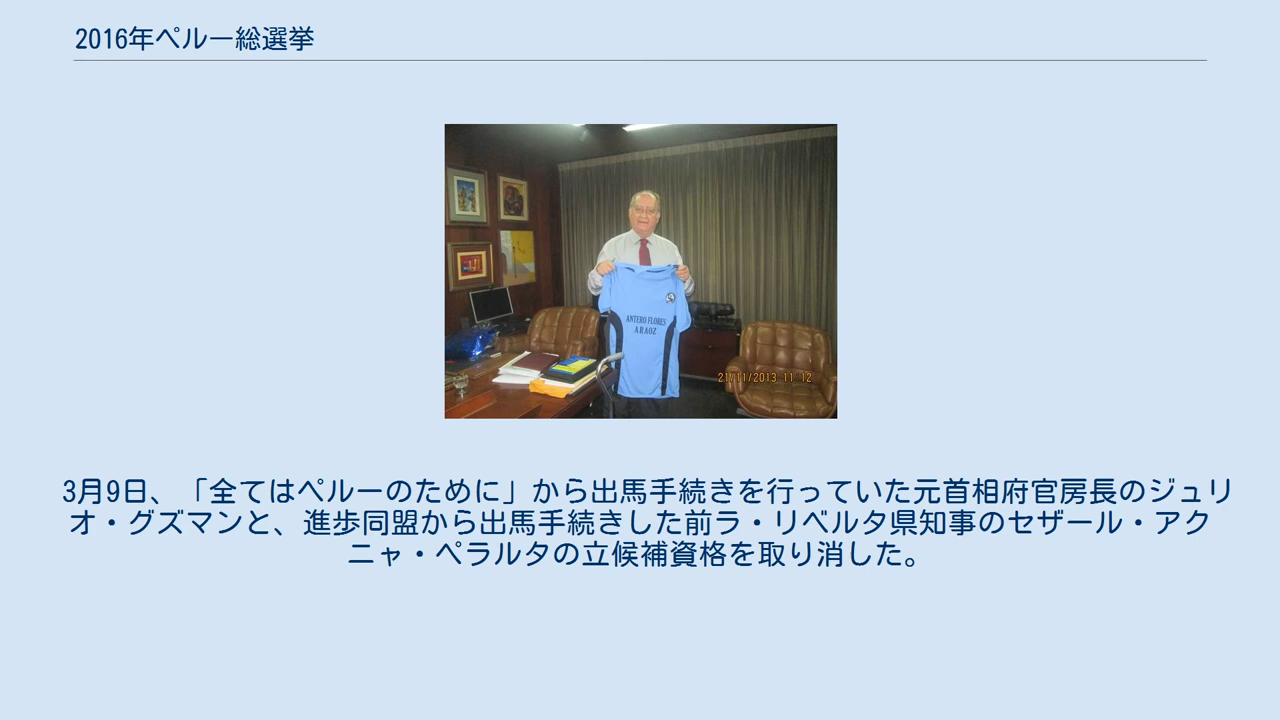 2016年ペルー総選挙
ANTERO FLORES
ARAOZ
21/11/2013 11:12
3月9日、「全てはペルーのために」から出馬手続きを行っていた元首相府官房長のジュリ
オ・グズマンと、進歩同盟から出馬手続きした前ラ・リベルタ県知事のセザール・アク
ニャ・ペラルタの立候補資格を取り消した。